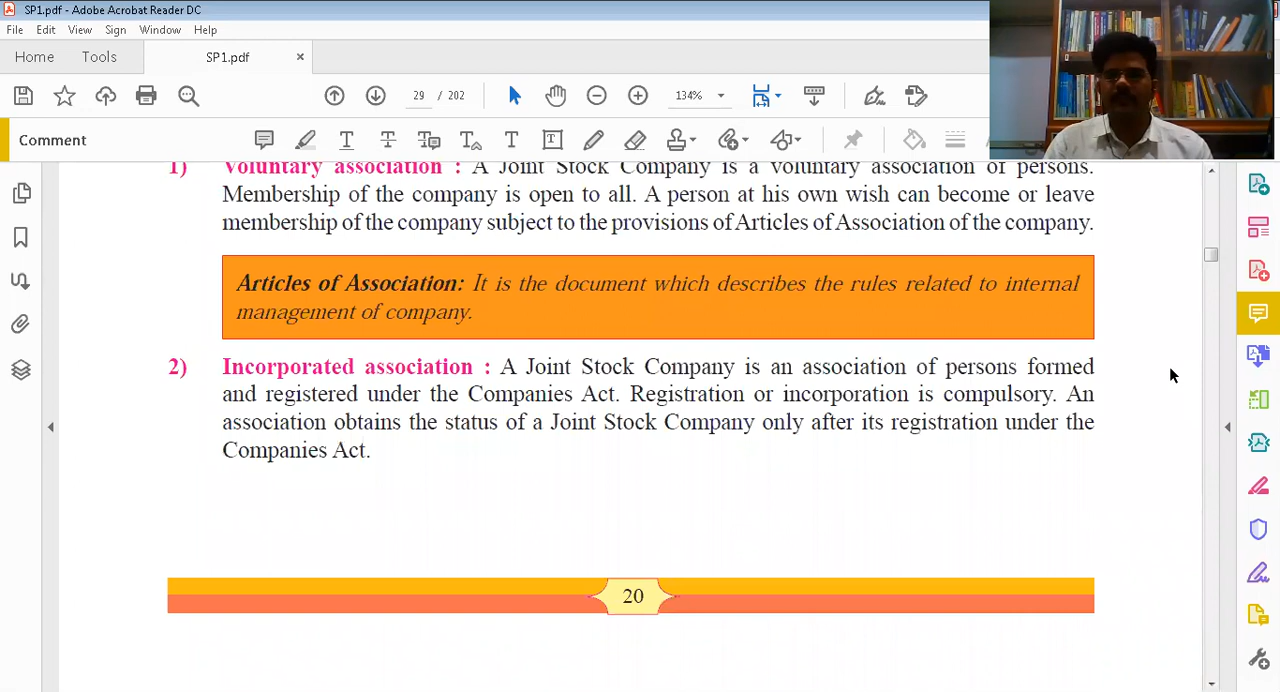 SP1.pdf - Adobe Acrobat Reader DC
File Edit View Sign Window Help
Home Tools SP1.pdf ×
29 / 202 134%
Comment
1) Voluntary association : A Joint Stock Company is a voluntary association of persons.
Membership of the company is open to all. A person at his own wish can become or leave
membership of the company subject to the provisions of Articles of Association of the company.
Articles of Association: It is the document which describes the rules related to internal
management of company.
2) Incorporated association : A Joint Stock Company is an association of persons formed
and registered under the Companies Act. Registration or incorporation is compulsory. An
association obtains the status of a Joint Stock Company only after its registration under the
Companies Act.
20